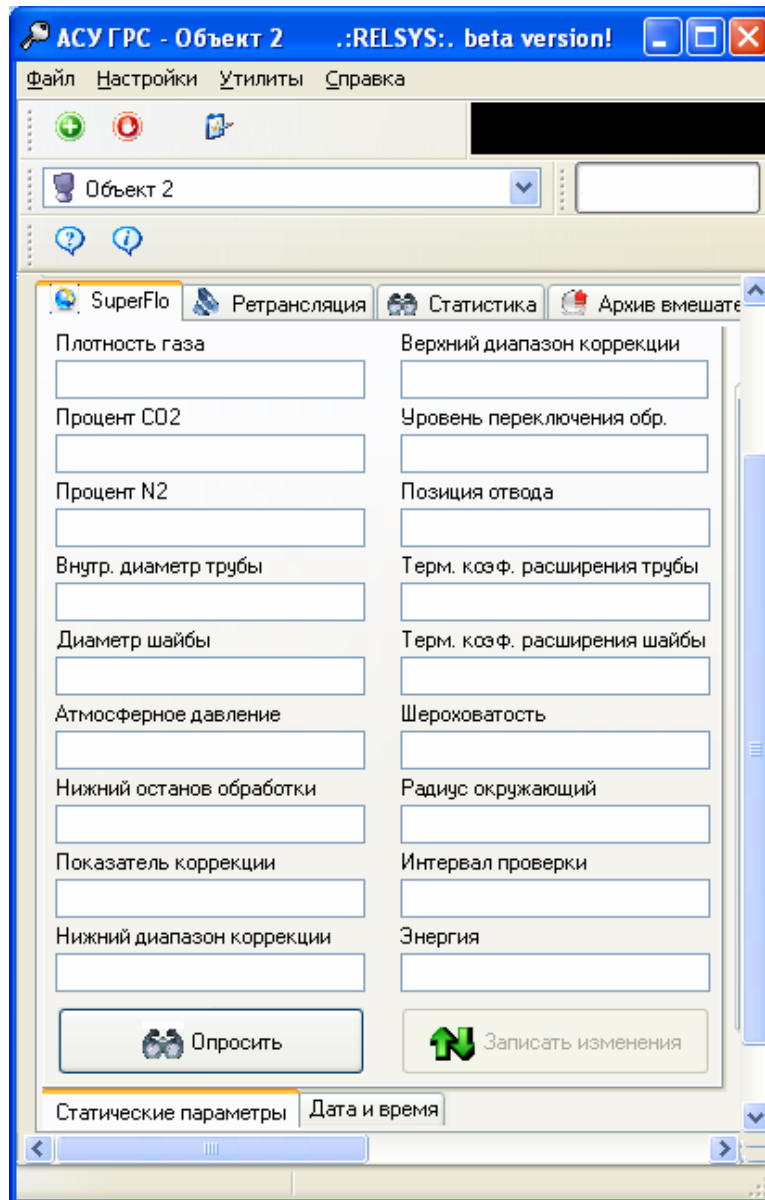 АСУ ГРС - Объект 2 .:RELSYS:. beta version!
Файл Настройки Утилиты Справка
Объект 2
SuperFlo Ретрансляция Статистика Архив вмешате
Плотность газа Верхний диапазон коррекции
Процент CO2 Уровень переключения обр.
Процент N2 Позиция отвода
Внутр. диаметр трубы Терм. коэф. расширения трубы
Диаметр шайбы Терм. коэф. расширения шайбы
Атмосферное давление Шероховатость
Нижний останов обработки Радиус окружающий
Показатель коррекции Интервал проверки
Нижний диапазон коррекции Энергия
Опросить Записать изменения
Статические параметры Дата и время